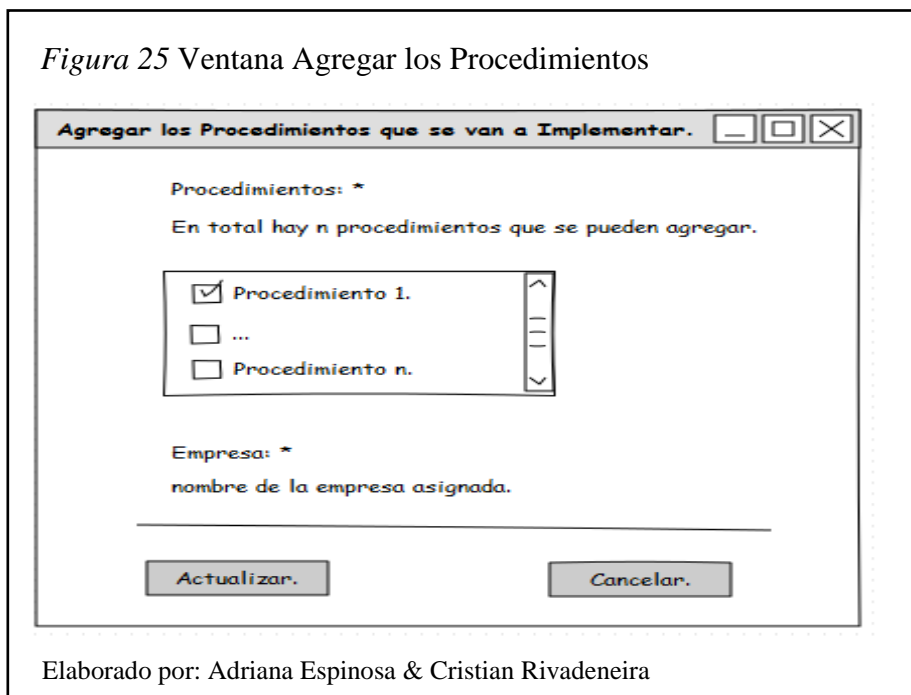 Figura 25 Ventana Agregar los Procedimientos
Agregar los Procedimientos que se van a Implementar.
Procedimientos: *
En total hay n procedimientos que se pueden agregar.
Procedimiento 1.
...
Procedimiento n.
Empresa: *
nombre de la empresa asignada.
Actualizar. Cancelar.
Elaborado por: Adriana Espinosa & Cristian Rivadeneira